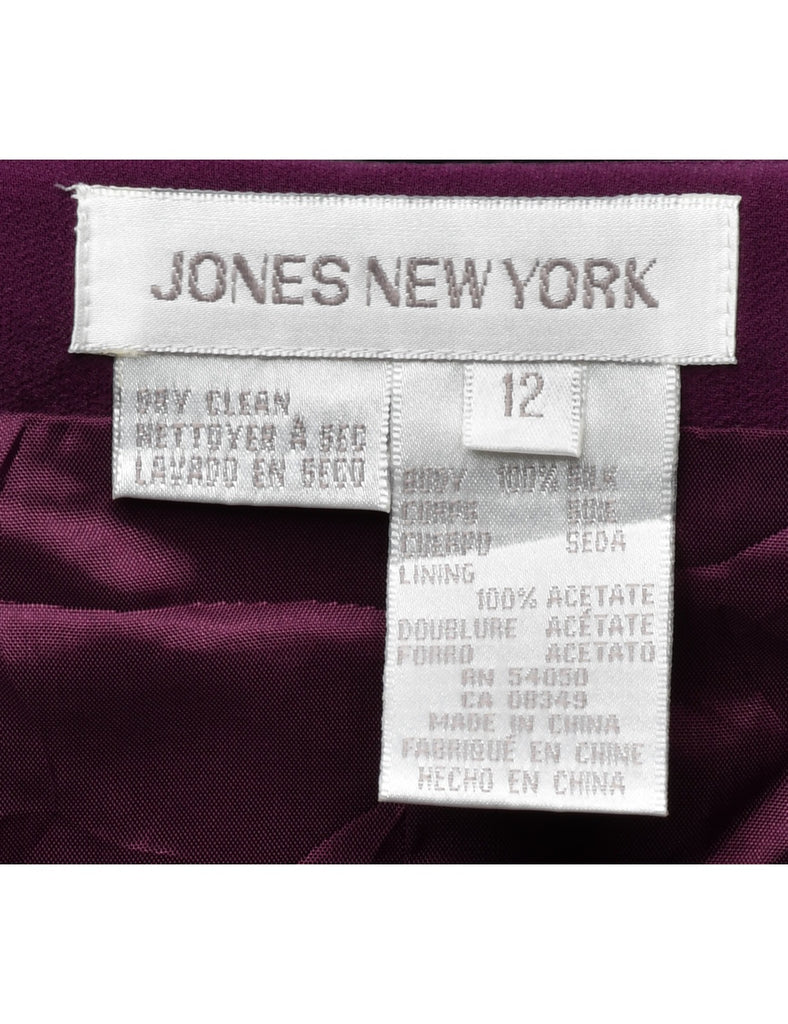 JONES NEW YORK
12
DRY CLEAN
NETTOYER À SEC
LAVADO EN SECO
BODY 100% SILK
CORPS SOIE
CUERPO SEDA
LINING
100% ACETATE
DOUBLURE ACÉTATE
FORRO ACETATO
RN 54050
CA 08349
MADE IN CHINA
FABRIQUÉ EN CHINE
HECHO EN CHINA